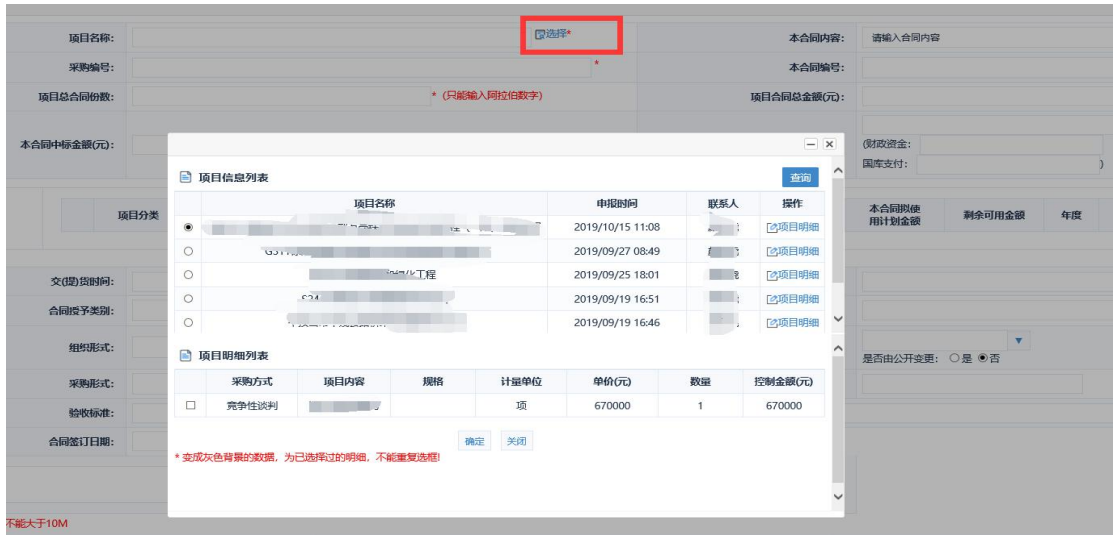 项目名称: 选择* 本合同内容: 请输入合同内容
采购编号: * 本合同编号:
项目总合同份数: * (只能输入阿拉伯数字) 项目合同总金额(元):
本合同中标金额(元): (财政资金:
国库支付: )
项目信息列表 查询
项目名称 申报时间 联系人 操作
2019/10/15 11:08 项目明细
2019/09/27 08:49 项目明细
化工程 2019/09/25 18:01 项目明细
2019/09/19 16:51 项目明细
2019/09/19 16:46 项目明细
项目分类 本合同拟使用计划金额 剩余可用金额 年度
交(提)货时间:
合同授予类别:
组织形式: 是否由公开变更: 是 否
采购形式:
验收标准:
合同签订日期:
项目明细列表
采购方式 项目内容 规格 计量单位 单价(元) 数量 控制金额(元)
竞争性谈判 项 670000 1 670000
确定 关闭
* 变成灰色背景的数据，为已选择过的明细，不能重复选框!
不能大于10M